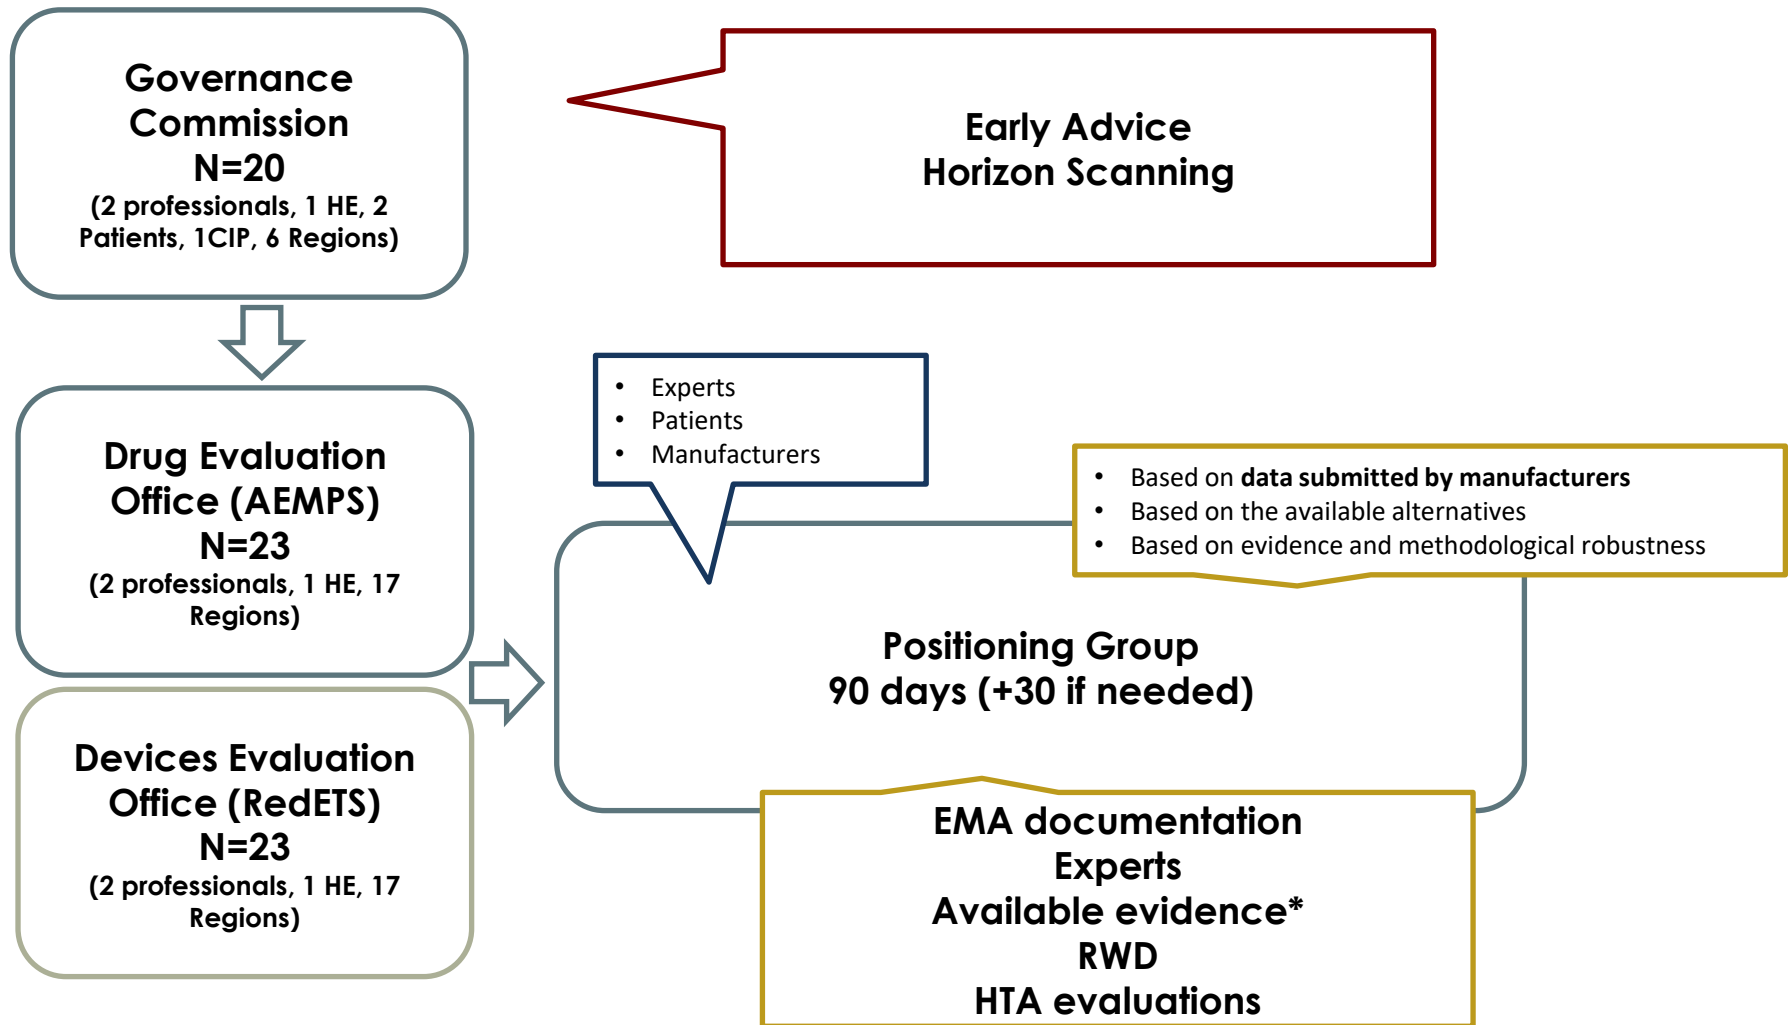 Governance
Commission
N=20
(2 professionals, 1 HE, 2
Patients, 1CIP, 6 Regions)
Early Advice
Horizon Scanning
Drug Evaluation
Office (AEMPS)
N=23
(2 professionals, 1 HE, 17
Regions)
Devices Evaluation
Office (RedETS)
N=23
(2 professionals, 1 HE, 17
Regions)
• Experts
• Patients
• Manufacturers
• Based on data submitted by manufacturers
• Based on the available alternatives
• Based on evidence and methodological robustness
Positioning Group
90 days (+30 if needed)
EMA documentation
Experts
Available evidence*
RWD
HTA evaluations